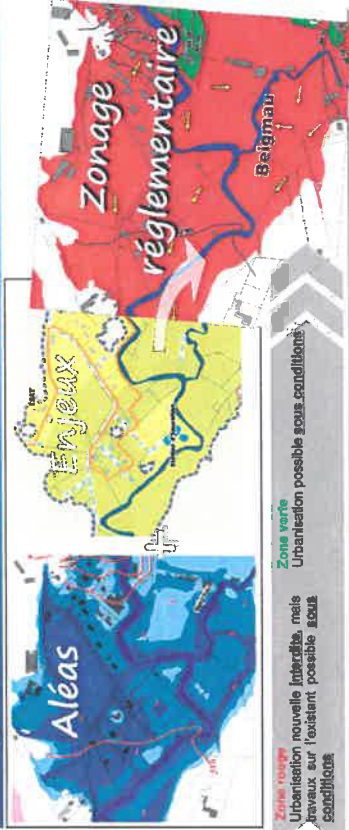 Aléas
Enjeux
Zonage
réglementaire
Beigmau
Zone rouge
Urbanisation nouvelle interdite, mais
travaux sur l'existant possible sous
conditions
Zone verte
Urbanisation possible sous conditions